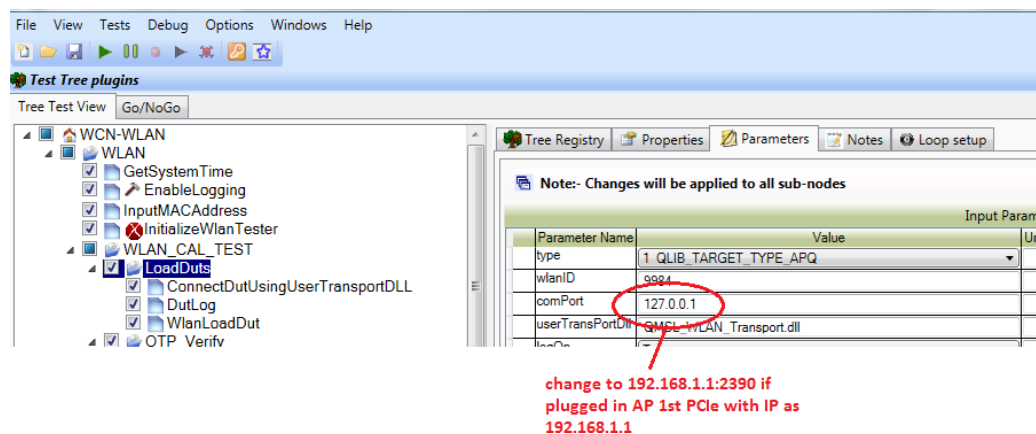 File View Tests Debug Options Windows Help
Test Tree plugins
Tree Test View Go/NoGo
WCN-WLAN
WLAN
GetSystemTime
EnableLogging
InputMACAddress
InitializeWlanTester
WLAN_CAL_TEST
LoadDuts
ConnectDutUsingUserTransportDLL
DutLog
WlanLoadDut
OTP_Verify
Tree Registry Properties Parameters Notes Loop setup
Note:- Changes will be applied to all sub-nodes
Input Param
Parameter Name Value Un
type 1 QLIB_TARGET_TYPE_APQ
wlanID 9984
comPort 127.0.0.1
userTransPortDll QMSL_WLAN_Transport.dll
logOn
change to 192.168.1.1:2390 if
plugged in AP 1st PCIe with IP as
192.168.1.1